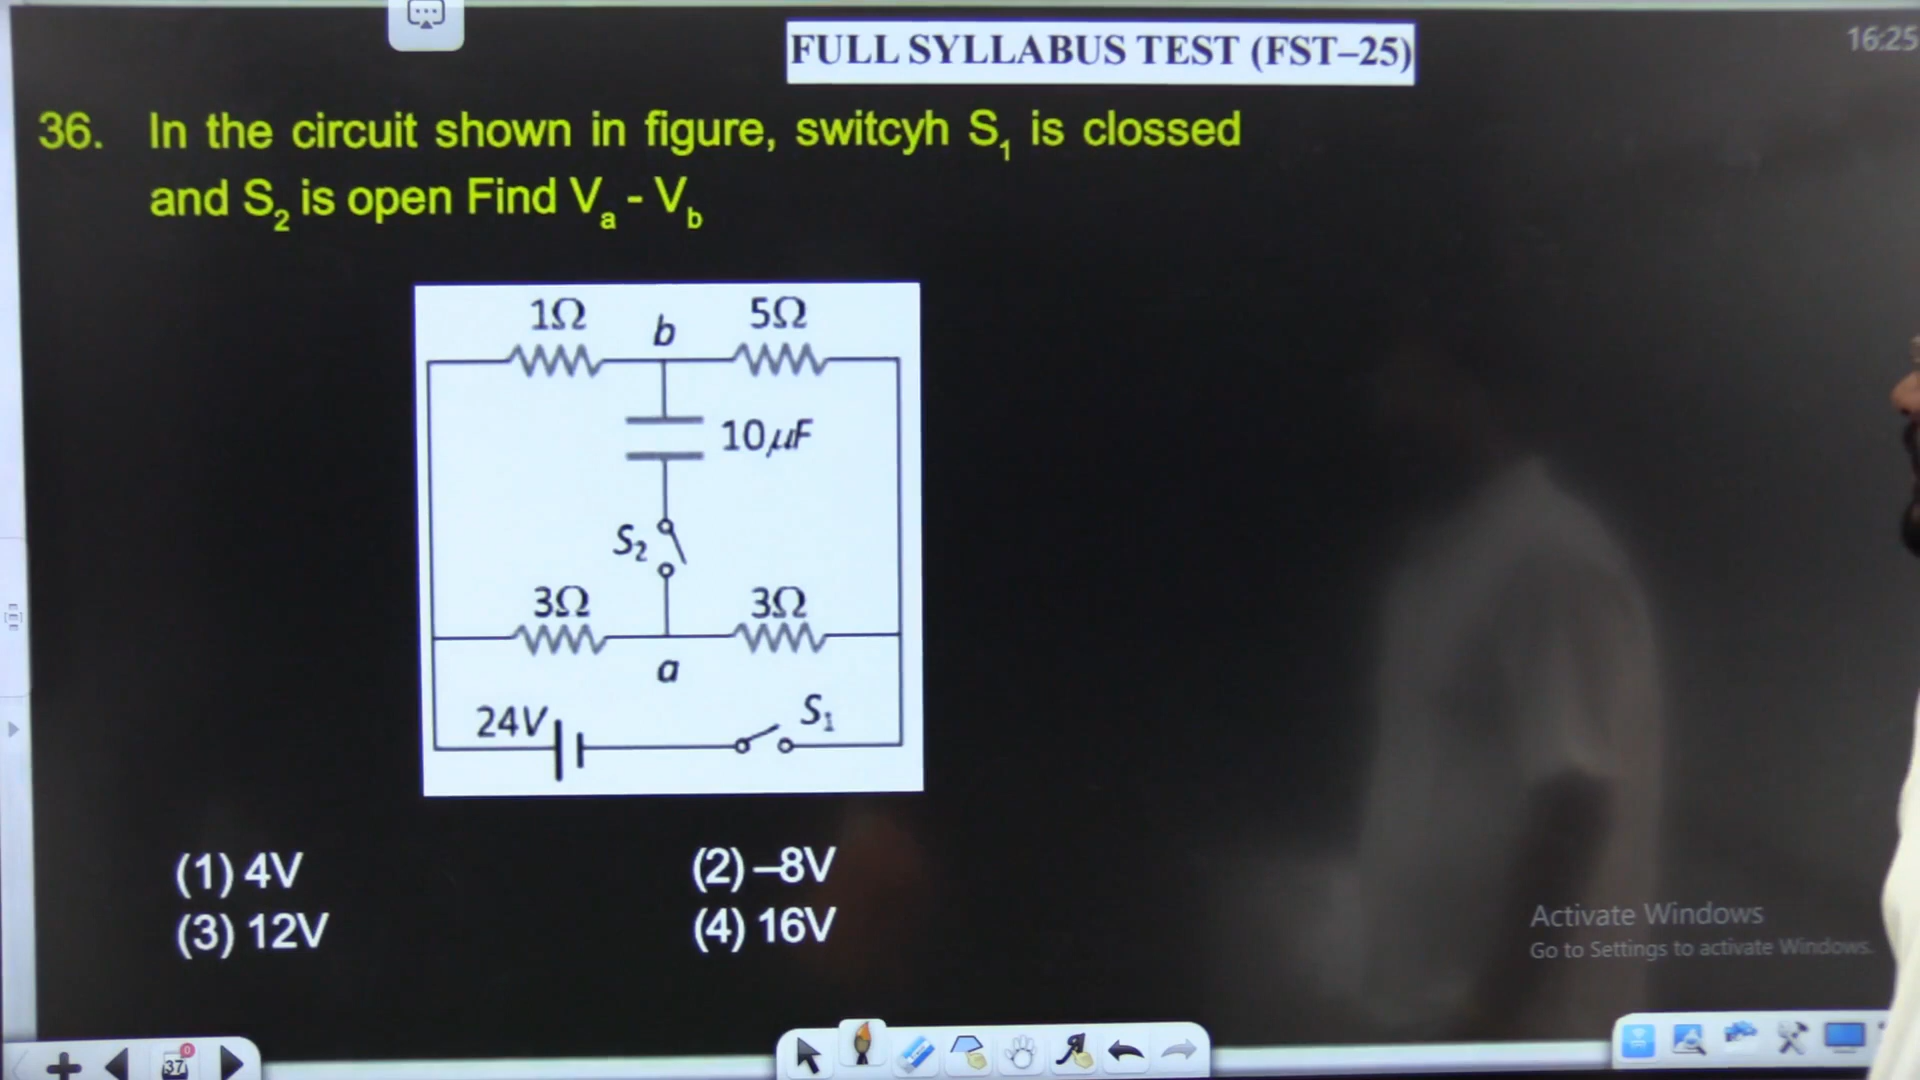 FULL SYLLABUS TEST (FST–25)
16:25
36. In the circuit shown in figure, switcyh S₁ is clossed
and S₂ is open Find Vₐ - V_b
1Ω
b
5Ω
10μF
S₂
3Ω
3Ω
a
24V
S₁
(1) 4V
(2) –8V
(3) 12V
(4) 16V
Activate Windows
Go to Settings to activate Windows.
37
0